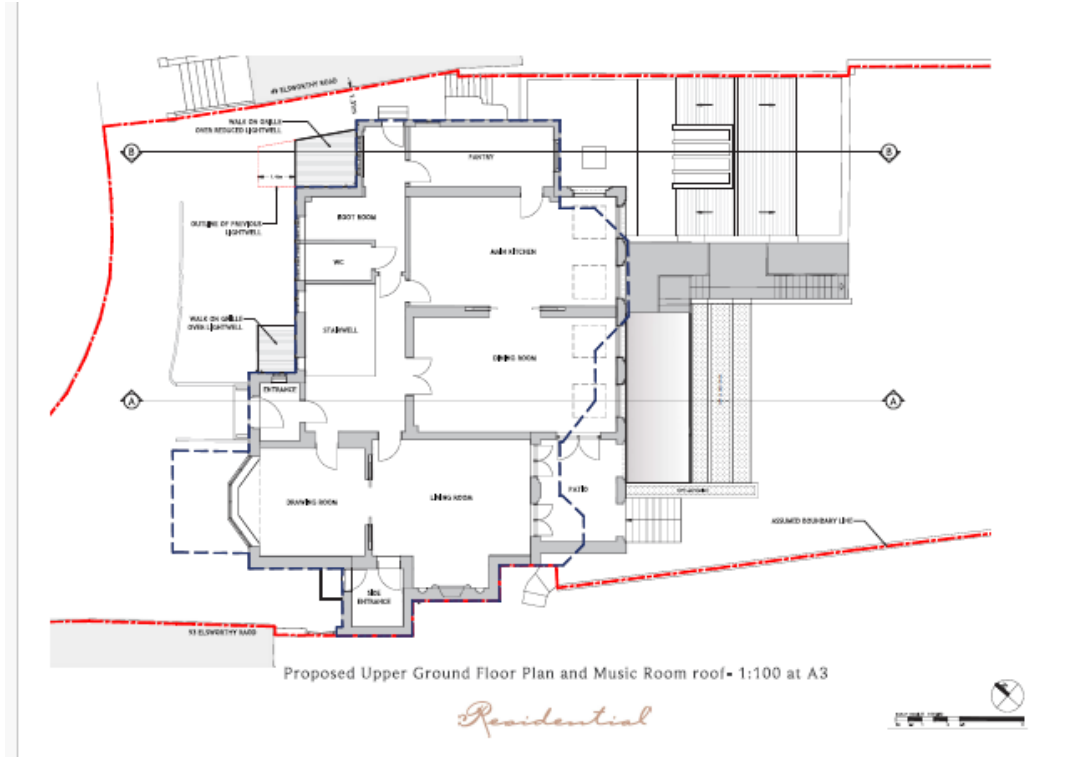 49 ELSWORTHY ROAD
WALK ON GRILLE
OVER REDUCED LIGHTWELL
B
B
PANTRY
BOOT ROOM
OUTLINE OF PREVIOUS
LIGHTWELL
MAIN KITCHEN
WC
WALK ON GRILLE
OVER LIGHTWELL
STAIRWELL
DINING ROOM
ENTRANCE
A
A
DRAWING ROOM
LIVING ROOM
PATIO
ASSUMED BOUNDARY LINE
SIDE
ENTRANCE
53 ELSWORTHY ROAD
Proposed Upper Ground Floor Plan and Music Room roof- 1:100 at A3
Residential